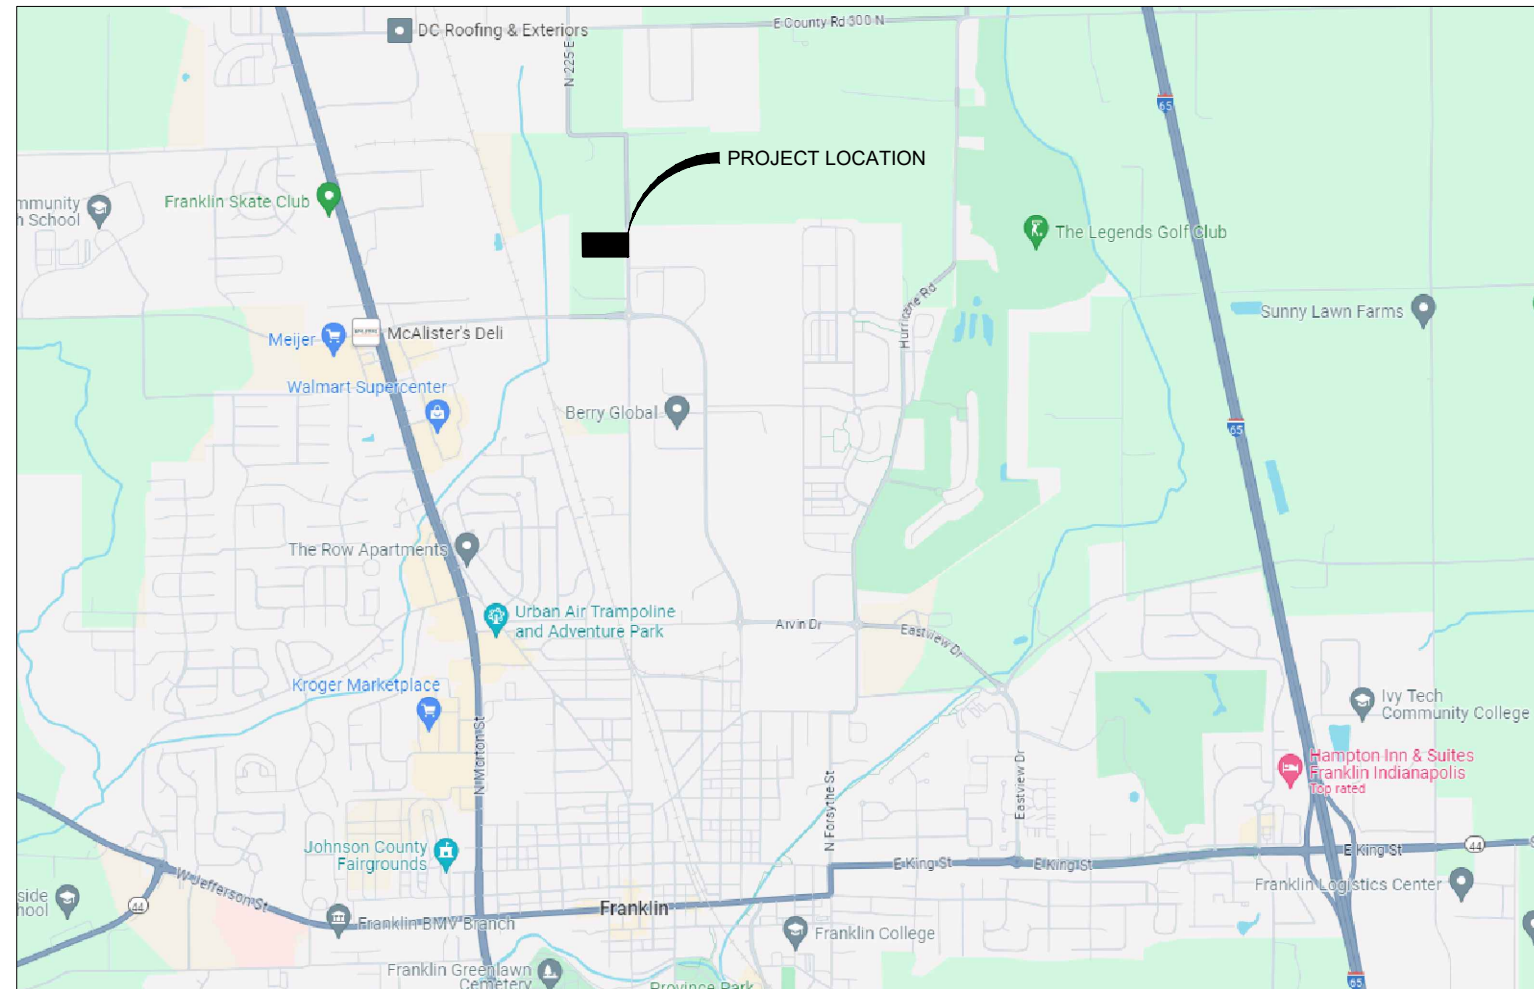 DC Roofing & Exteriors
E County Rd 300 N
N 225 E
65
PROJECT LOCATION
mmunity
h School
Franklin Skate Club
The Legends Golf Club
Hurricane Rd
Sunny Lawn Farms
Meijer
McAlister's Deli
Walmart Supercenter
Berry Global
65
The Row Apartments
Urban Air Trampoline
and Adventure Park
Arvin Dr
Eastview Dr
Kroger Marketplace
N Morton St
Ivy Tech
Community College
Hampton Inn & Suites
Franklin Indianapolis
Top rated
N Forsythe St
Eastview Dr
Johnson County
Fairgrounds
E King St
E King St
E King St
44
S
W Jefferson St
side
hool
44
Franklin Logistics Center
Franklin
Franklin BMV Branch
Franklin College
Franklin Greenlawn
Cemetery
Province Park
65